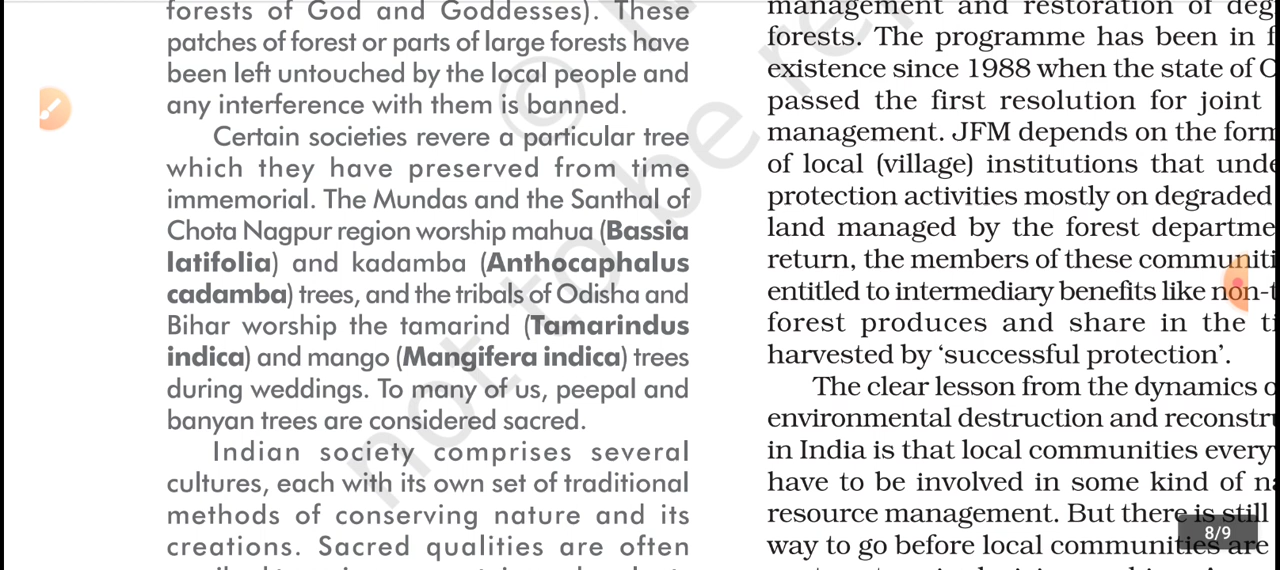 forests of God and Goddesses). These
patches of forest or parts of large forests have
been left untouched by the local people and
any interference with them is banned.
Certain societies revere a particular tree
which they have preserved from time
immemorial. The Mundas and the Santhal of
Chota Nagpur region worship mahua (Bassia
latifolia) and kadamba (Anthocaphalus
cadamba) trees, and the tribals of Odisha and
Bihar worship the tamarind (Tamarindus
indica) and mango (Mangifera indica) trees
during weddings. To many of us, peepal and
banyan trees are considered sacred.
Indian society comprises several
cultures, each with its own set of traditional
methods of conserving nature and its
creations. Sacred qualities are often
management and restoration of deg
forests. The programme has been in f
existence since 1988 when the state of O
passed the first resolution for joint
management. JFM depends on the form
of local (village) institutions that unde
protection activities mostly on degraded
land managed by the forest departme
return, the members of these communiti
entitled to intermediary benefits like non-t
forest produces and share in the ti
harvested by ‘successful protection’.
The clear lesson from the dynamics o
environmental destruction and reconstru
in India is that local communities every
have to be involved in some kind of na
resource management. But there is still
way to go before local communities are
8/9
© N
not to be re